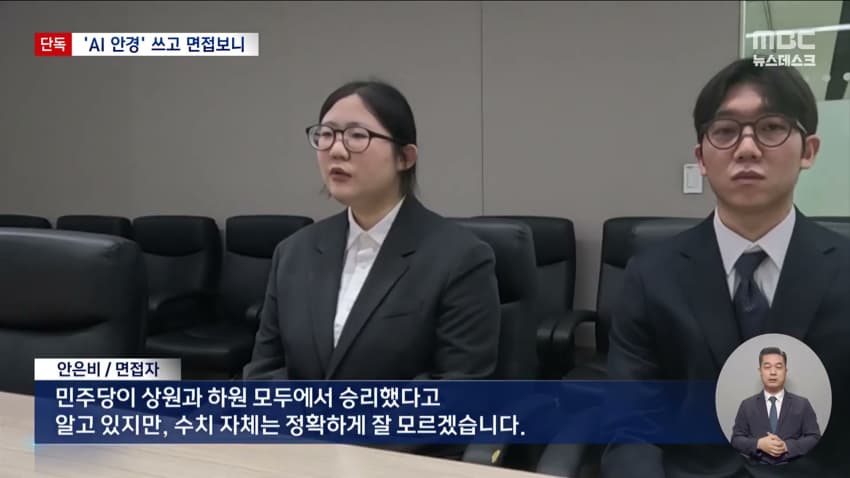 단독 'AI 안경' 쓰고 면접보니
MBC
뉴스데스크
안은비 / 면접자
민주당이 상원과 하원 모두에서 승리했다고
알고 있지만, 수치 자체는 정확하게 잘 모르겠습니다.